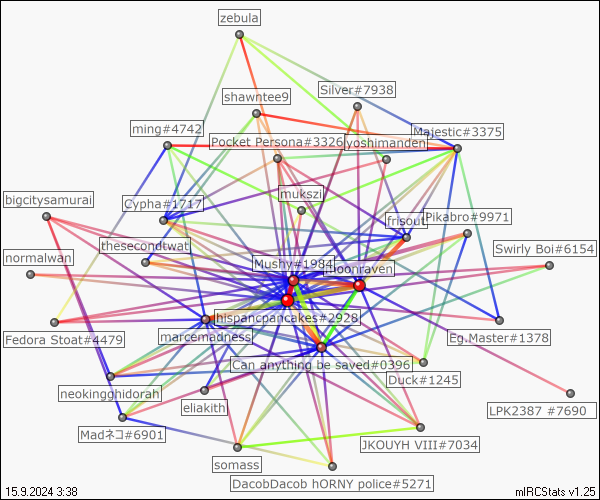 zebula
Silver#7938
shawntee9
ming#4742
Majestic#3375
Pocket Persona#3326
yoshimanden
mukszi
bigcitysamurai
Cypha#1717
frisout
Pikabro#9971
thesecondtwat
Swirly Boi#6154
normalwan
Mushy#1984
moonraven
hispancpancakes#2928
Fedora Stoat#4479
marcemadness
Eg.Master#1378
Can anything be saved#0396
Duck#1245
neokingghidorah
eliakith
LPK2387 #7690
Madネコ#6901
JKOUYH VIII#7034
somass
DacobDacob hORNY police#5271
15.9.2024 3:38
mIRCStats v1.25